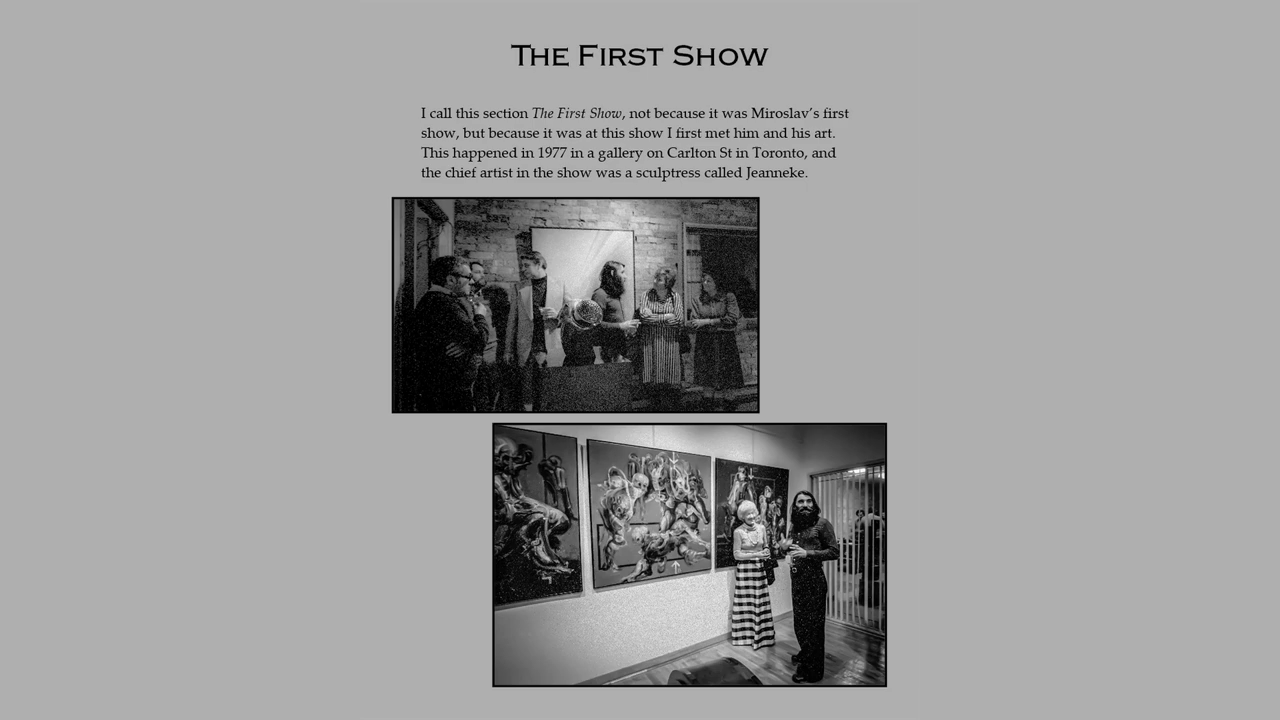 The First Show
I call this section The First Show, not because it was Miroslav’s first
show, but because it was at this show I first met him and his art.
This happened in 1977 in a gallery on Carlton St in Toronto, and
the chief artist in the show was a sculptress called Jeanneke.